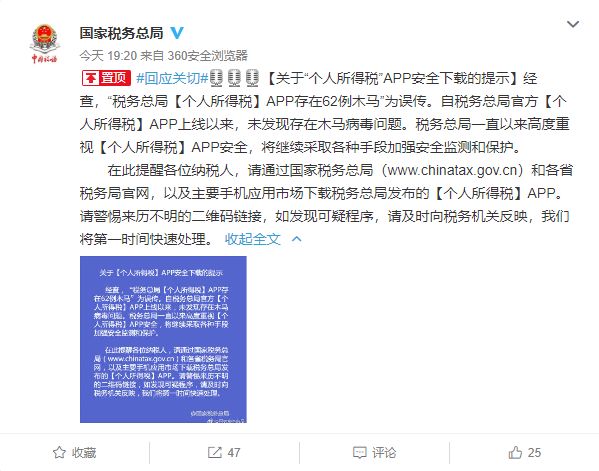 国家税务总局
今天 19:20 来自 360安全浏览器
置顶 #回应关切#【关于“个人所得税”APP安全下载的提示】经
查，“税务总局【个人所得税】APP存在62例木马”为误传。自税务总局官方【个
人所得税】APP上线以来，未发现存在木马病毒问题。税务总局一直以来高度重
视【个人所得税】APP安全，将继续采取各种手段加强安全监测和保护。
在此提醒各位纳税人，请通过国家税务总局（www.chinatax.gov.cn）和各省
税务局官网，以及主要手机应用市场下载税务总局发布的【个人所得税】APP。
请警惕来历不明的二维码链接，如发现可疑程序，请及时向税务机关反映，我们
将第一时间快速处理。 收起全文
关于【个人所得税】APP安全下载的提示
经查，“税务总局【个人所得税】APP存
在62例木马”为误传。自税务总局官方【个
人所得税】APP上线以来，未发现存在木马
病毒问题。税务总局一直以来高度重视【个
人所得税】APP安全，将继续采取各种手段
加强安全监测和保护。
在此提醒各位纳税人，请通过国家税务总
局（www.chinatax.gov.cn）和各省税务局官
网，以及主要手机应用市场下载税务总局发
布的【个人所得税】APP。请警惕来历不明
的二维码链接，如发现可疑程序，请及时向
税务机关反映，我们将第一时间快速处理。
@国家税务总局
收藏
47
评论
25